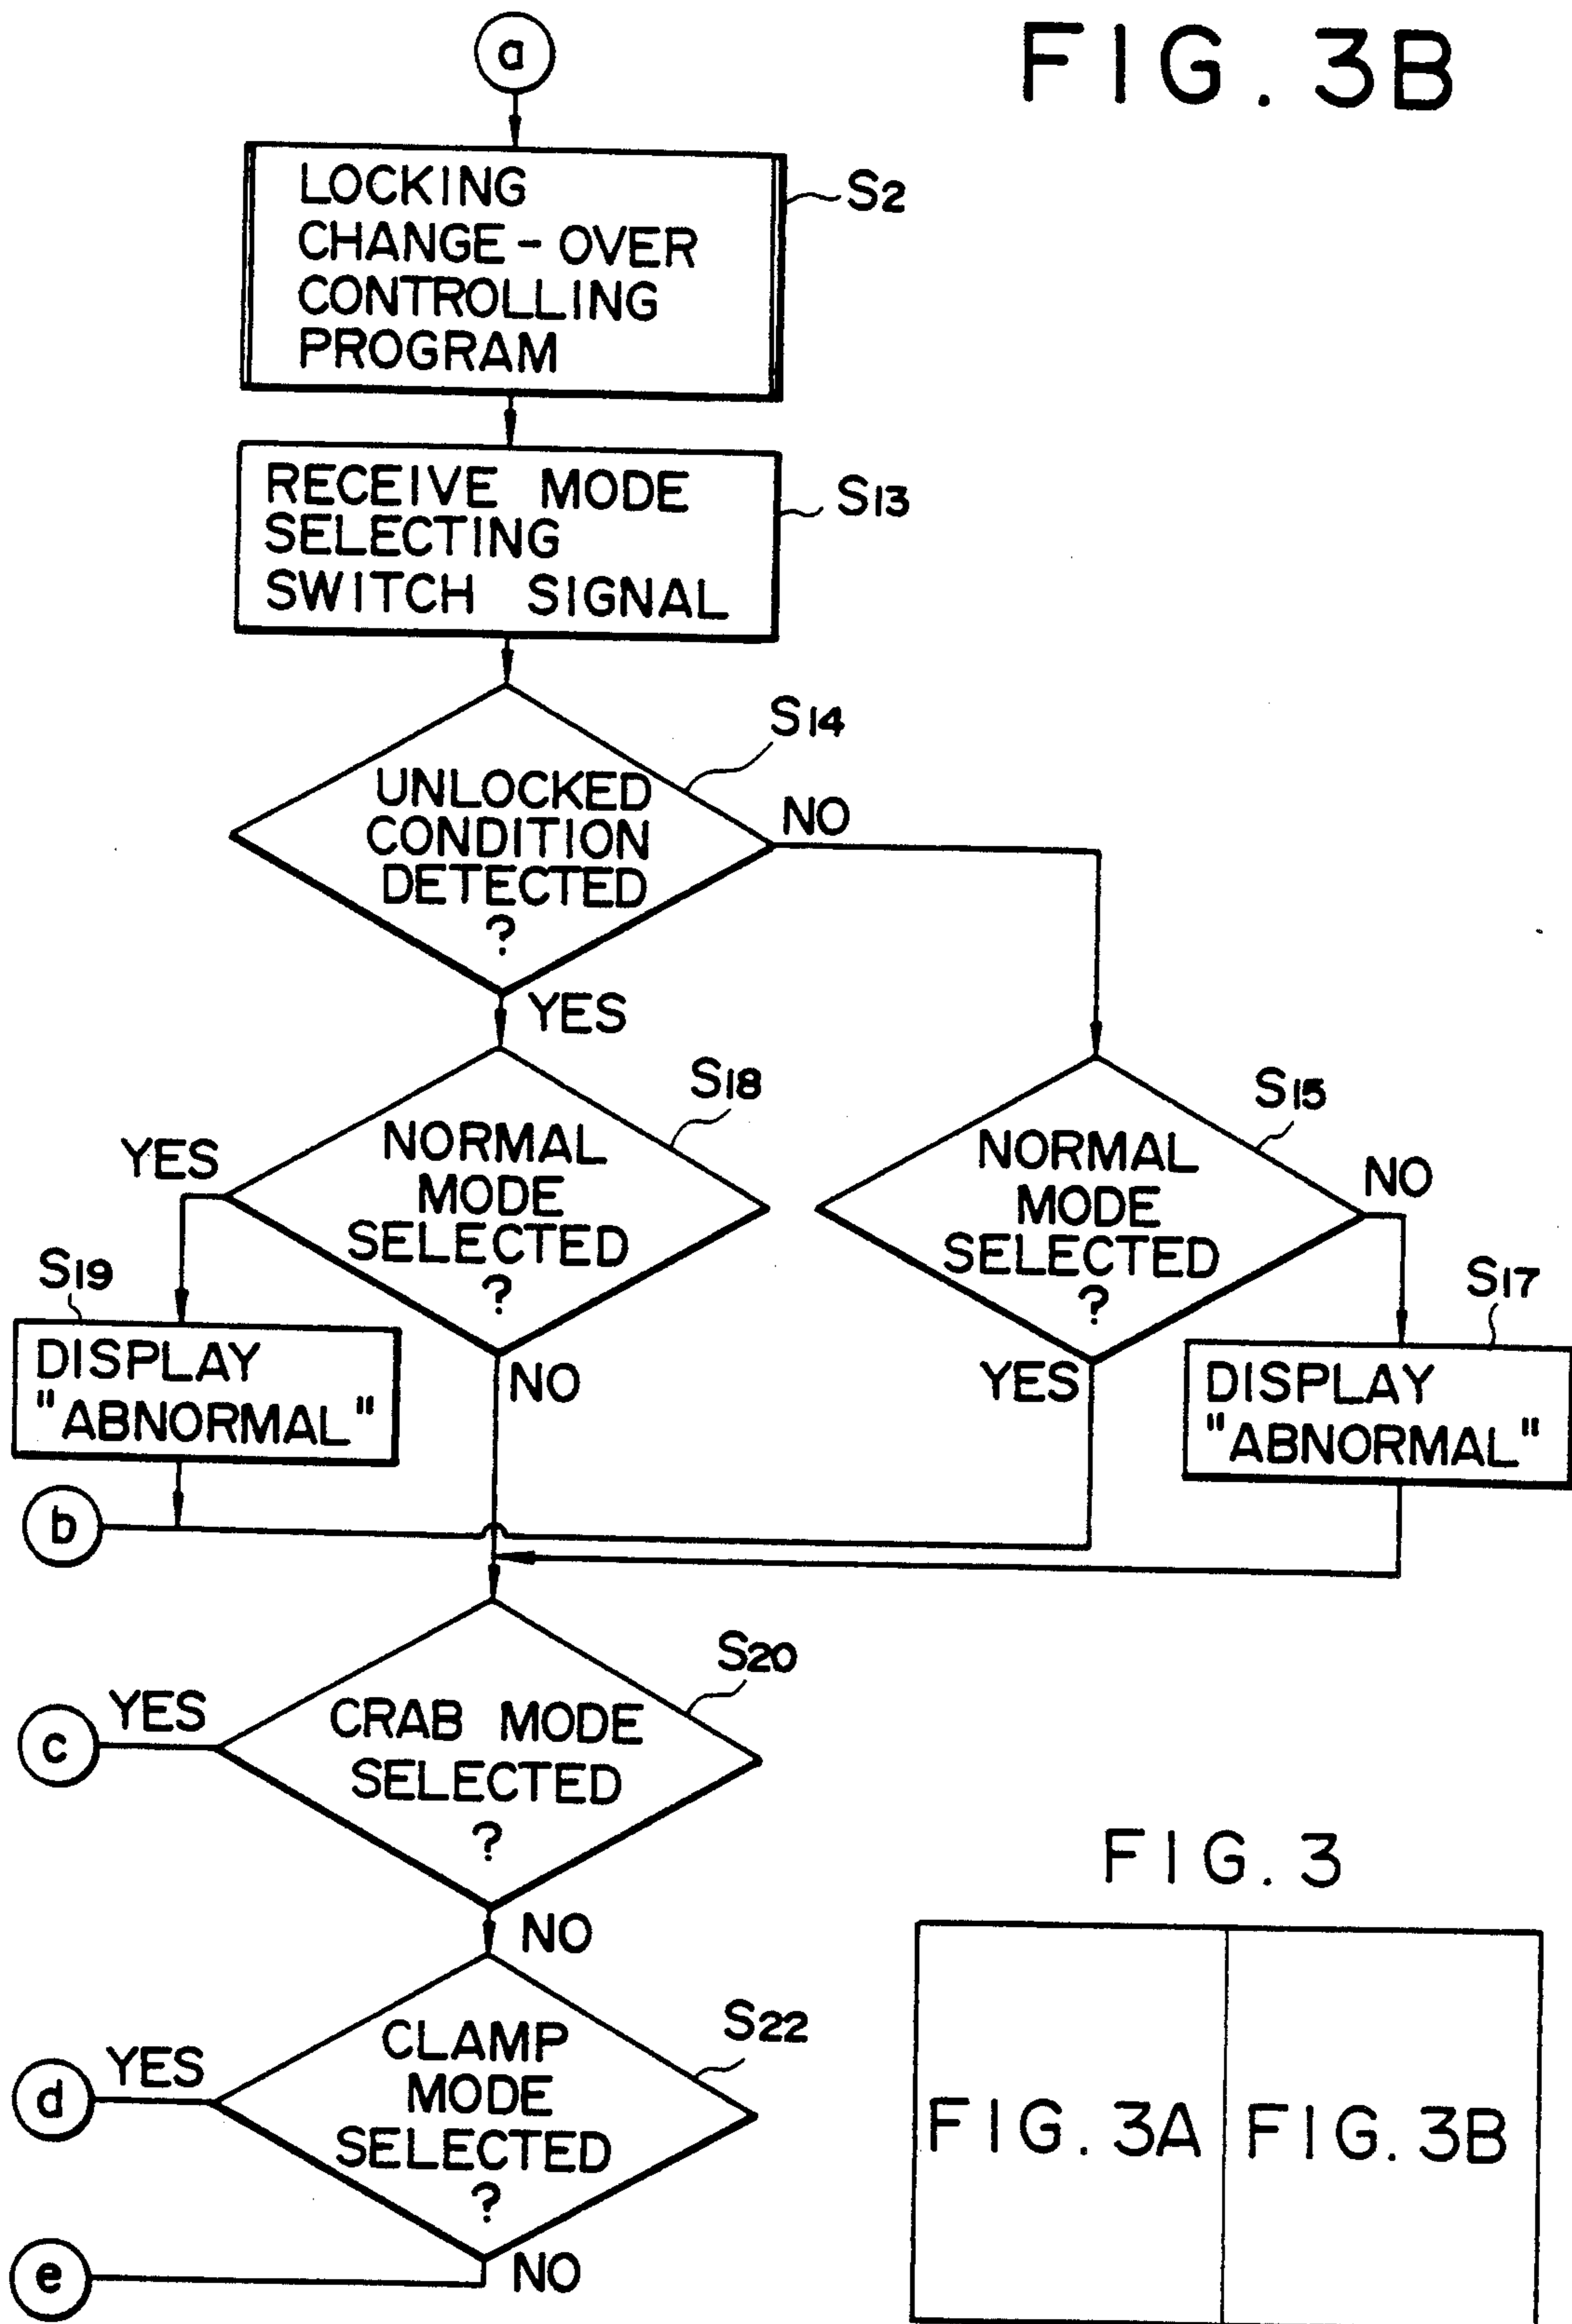 FIG. 3B
a
LOCKING
CHANGE-OVER
CONTROLLING
PROGRAM
S2
RECEIVE MODE
SELECTING
SWITCH SIGNAL
S13
S14
UNLOCKED
CONDITION
DETECTED
?
NO
YES
S18
NORMAL
MODE
SELECTED
?
YES
NO
S15
NORMAL
MODE
SELECTED
?
NO
YES
S19
DISPLAY
"ABNORMAL"
S17
DISPLAY
"ABNORMAL"
b
S20
CRAB MODE
SELECTED
?
YES
c
NO
S22
CLAMP
MODE
SELECTED
?
YES
d
NO
e
FIG. 3
FIG. 3A
FIG. 3B